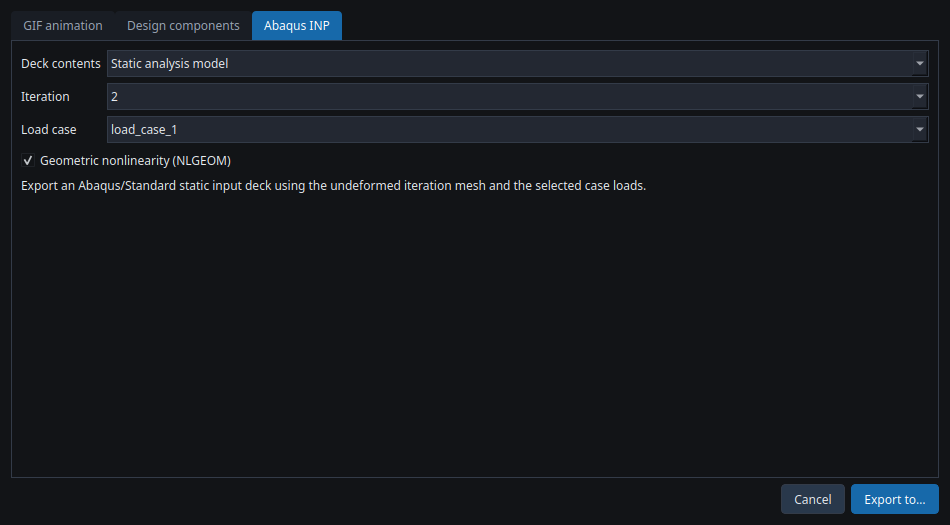 GIF animation Design components Abaqus INP
Deck contents Static analysis model
Iteration 2
Load case load_case_1
Geometric nonlinearity (NLGEOM)
Export an Abaqus/Standard static input deck using the undeformed iteration mesh and the selected case loads.
Cancel Export to...